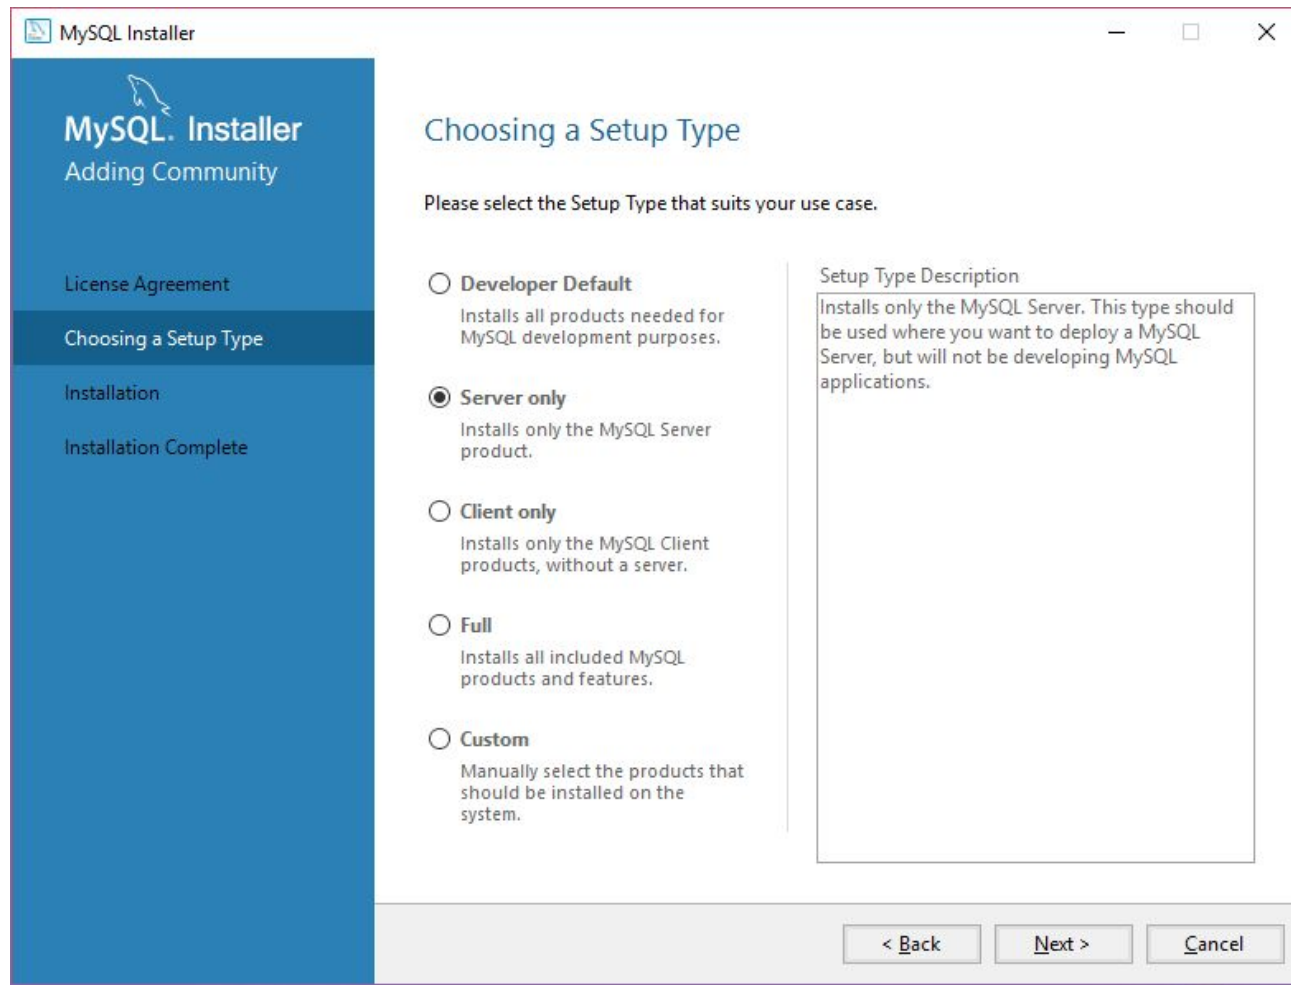 MySQL Installer
MySQL. Installer
Adding Community
License Agreement
Choosing a Setup Type
Installation
Installation Complete
Choosing a Setup Type
Please select the Setup Type that suits your use case.
Developer Default
Installs all products needed for
MySQL development purposes.
Server only
Installs only the MySQL Server
product.
Client only
Installs only the MySQL Client
products, without a server.
Full
Installs all included MySQL
products and features.
Custom
Manually select the products that
should be installed on the
system.
Setup Type Description
Installs only the MySQL Server. This type should
be used where you want to deploy a MySQL
Server, but will not be developing MySQL
applications.
< Back
Next >
Cancel